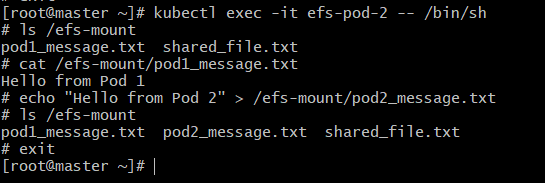 [root@master ~]# kubectl exec -it efs-pod-2 -- /bin/sh
# ls /efs-mount
pod1_message.txt  shared_file.txt
# cat /efs-mount/pod1_message.txt
Hello from Pod 1
# echo "Hello from Pod 2" > /efs-mount/pod2_message.txt
# ls /efs-mount
pod1_message.txt  pod2_message.txt  shared_file.txt
# exit
[root@master ~]#